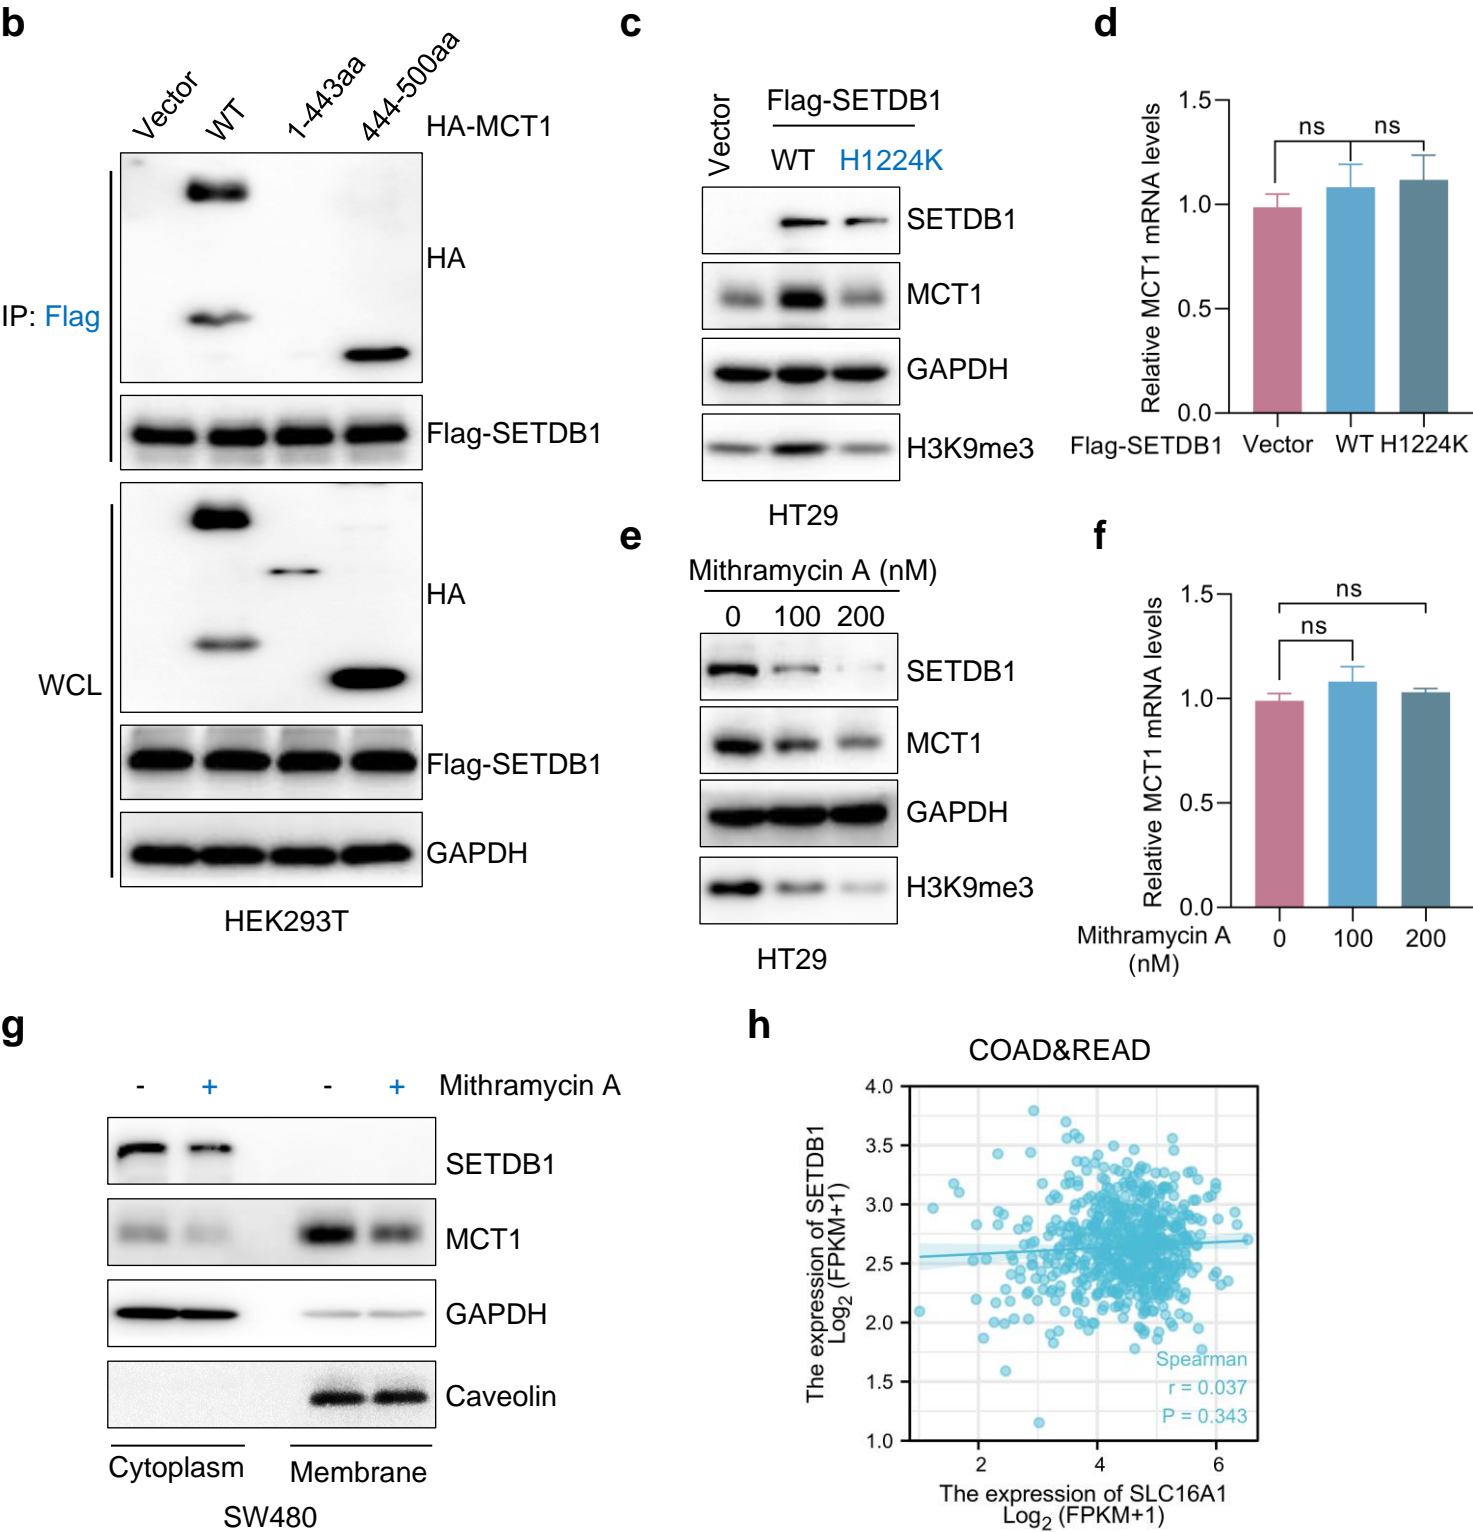 b
Vector
WT
1-443aa
444-500aa
HA-MCT1
IP: Flag
HA
Flag-SETDB1
WCL
HA
Flag-SETDB1
GAPDH
HEK293T
c
Vector
Flag-SETDB1
WT H1224K
SETDB1
MCT1
GAPDH
H3K9me3
HT29
d
Relative MCT1 mRNA levels
1.5
1.0
0.5
0.0
ns ns
Flag-SETDB1 Vector WT H1224K
e
Mithramycin A (nM)
0 100 200
SETDB1
MCT1
GAPDH
H3K9me3
HT29
f
Relative MCT1 mRNA levels
1.5
1.0
0.5
0.0
ns
ns
Mithramycin A 0 100 200
(nM)
g
- + - + Mithramycin A
SETDB1
MCT1
GAPDH
Caveolin
Cytoplasm Membrane
SW480
h
COAD&READ
The expression of SETDB1
Log2 (FPKM+1)
4.0
3.5
3.0
2.5
2.0
1.5
1.0
Spearman
r = 0.037
P = 0.343
2 4 6
The expression of SLC16A1
Log2 (FPKM+1)